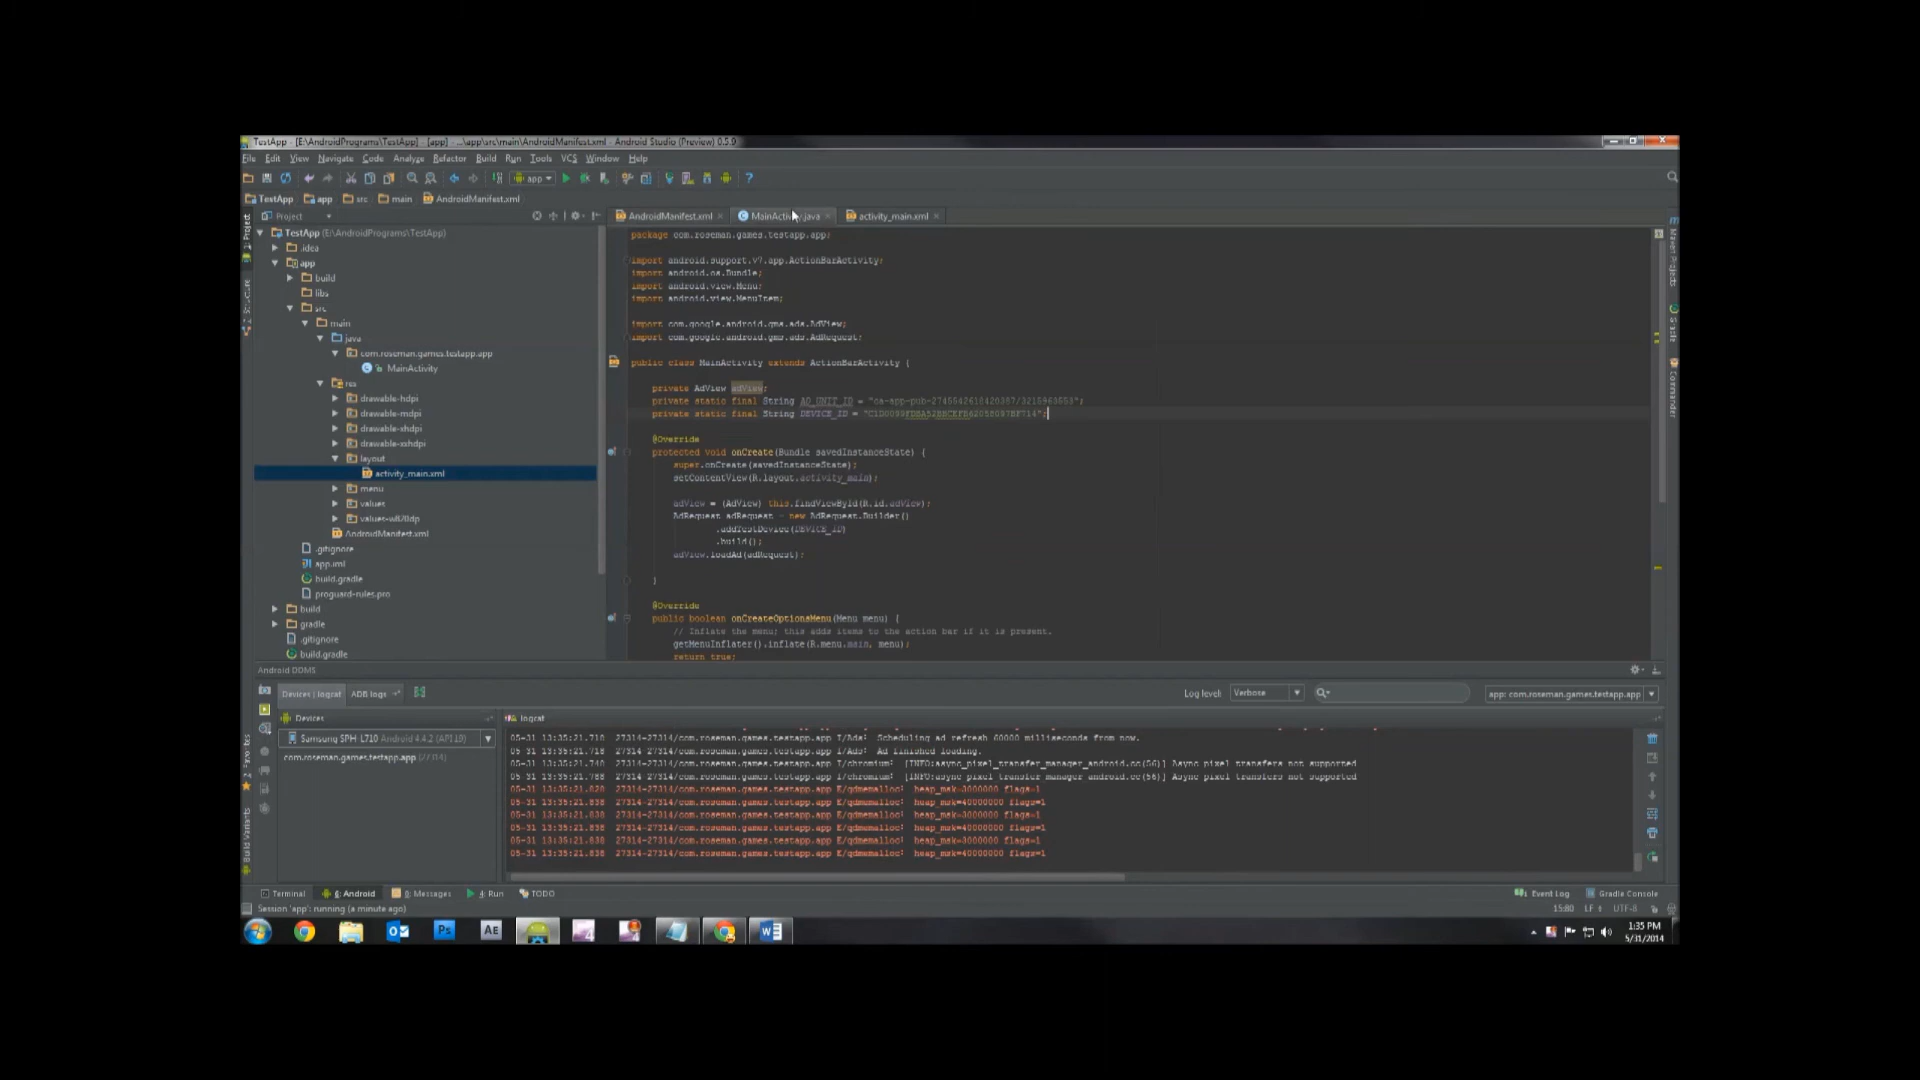 TestApp - [E:\AndroidPrograms\TestApp] - [app] - ...\app\src\main\AndroidManifest.xml - Android Studio (Preview) 0.5.9
File Edit View Navigate Code Analyze Refactor Build Run Tools VCS Window Help
app
TestApp app src main AndroidManifest.xml
Project
AndroidManifest.xml MainActivity.java activity_main.xml
TestApp (E:\AndroidPrograms\TestApp)
.idea
app
build
libs
src
main
java
com.roseman.games.testapp.app
MainActivity
res
drawable-hdpi
drawable-mdpi
drawable-xhdpi
drawable-xxhdpi
layout
activity_main.xml
menu
values
values-w820dp
AndroidManifest.xml
.gitignore
app.iml
build.gradle
proguard-rules.pro
build
gradle
.gitignore
build.gradle
package com.roseman.games.testapp.app;
import android.support.v7.app.ActionBarActivity;
import android.os.Bundle;
import android.view.Menu;
import android.view.MenuItem;
import com.google.android.gms.ads.AdView;
import com.google.android.gms.ads.AdRequest;
public class MainActivity extends ActionBarActivity {
private AdView adView;
private static final String AD_UNIT_ID =
private static final String DEVICE_ID =
@Override
protected void onCreate(Bundle savedInstanceState) {
super.onCreate(savedInstanceState);
setContentView(R.layout.activity_main);
adView = (AdView) this.findViewById(R.id.adView);
AdRequest adRequest = new AdRequest.Builder()
.addTestDevice(DEVICE_ID)
.build();
adView.loadAd(adRequest);
}
@Override
public boolean onCreateOptionsMenu(Menu menu) {
// Inflate the menu; this adds items to the action bar if it is present.
getMenuInflater().inflate(R.menu.main, menu);
return true;
Maven Projects
Gradle
Commander
1: Project
Structure
Favorites
Build Variants
Android DDMS
Devices | logcat ADB logs Log level: Verbose app: com.roseman.games.testapp.app
Devices logcat
Samsung SPH-L710 Android 4.4.2 (API 19)
com.roseman.games.testapp.app (27314)
05-31 13:35:21.718 27314-27314/com.roseman.games.testapp.app I/Ads: Scheduling ad refresh 60000 milliseconds from now.
05-31 13:35:21.718 27314-27314/com.roseman.games.testapp.app I/Ads: Ad finished loading.
05-31 13:35:21.748 27314-27314/com.roseman.games.testapp.app I/chromium: [INFO:async_pixel_transfer_manager_android.cc(56)] Async pixel transfers not supported
05-31 13:35:21.788 27314-27314/com.roseman.games.testapp.app I/chromium: [INFO:async_pixel_transfer_manager_android.cc(56)] Async pixel transfers not supported
05-31 13:35:21.828 27314-27314/com.roseman.games.testapp.app E/qdmemalloc: heap_msk=3000000 flags=1
05-31 13:35:21.838 27314-27314/com.roseman.games.testapp.app E/qdmemalloc: heap_msk=40000000 flags=1
05-31 13:35:21.838 27314-27314/com.roseman.games.testapp.app E/qdmemalloc: heap_msk=3000000 flags=1
05-31 13:35:21.838 27314-27314/com.roseman.games.testapp.app E/qdmemalloc: heap_msk=40000000 flags=1
05-31 13:35:21.838 27314-27314/com.roseman.games.testapp.app E/qdmemalloc: heap_msk=3000000 flags=1
05-31 13:35:21.838 27314-27314/com.roseman.games.testapp.app E/qdmemalloc: heap_msk=40000000 flags=1
Terminal 6: Android 0: Messages 4: Run TODO Event Log Gradle Console
Session 'app': running (a minute ago) 15:80 LF UTF-8
Ps AE
1:35 PM
5/31/2014